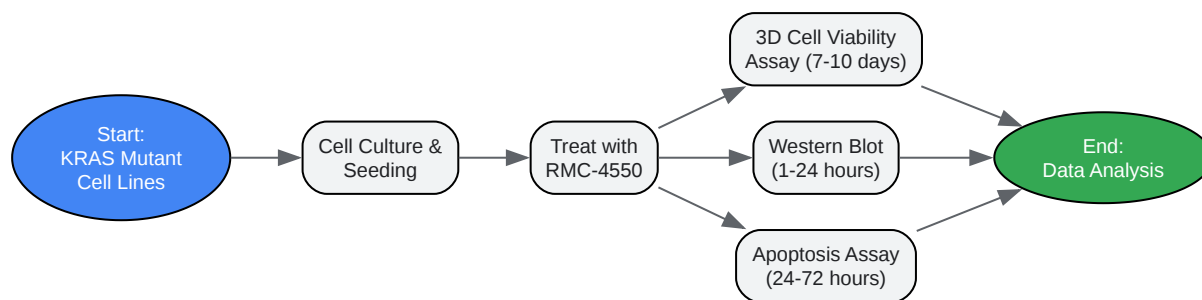 Start:
KRAS Mutant
Cell Lines
Cell Culture &
Seeding
Treat with
RMC-4550
3D Cell Viability
Assay (7-10 days)
Western Blot
(1-24 hours)
Apoptosis Assay
(24-72 hours)
End:
Data Analysis